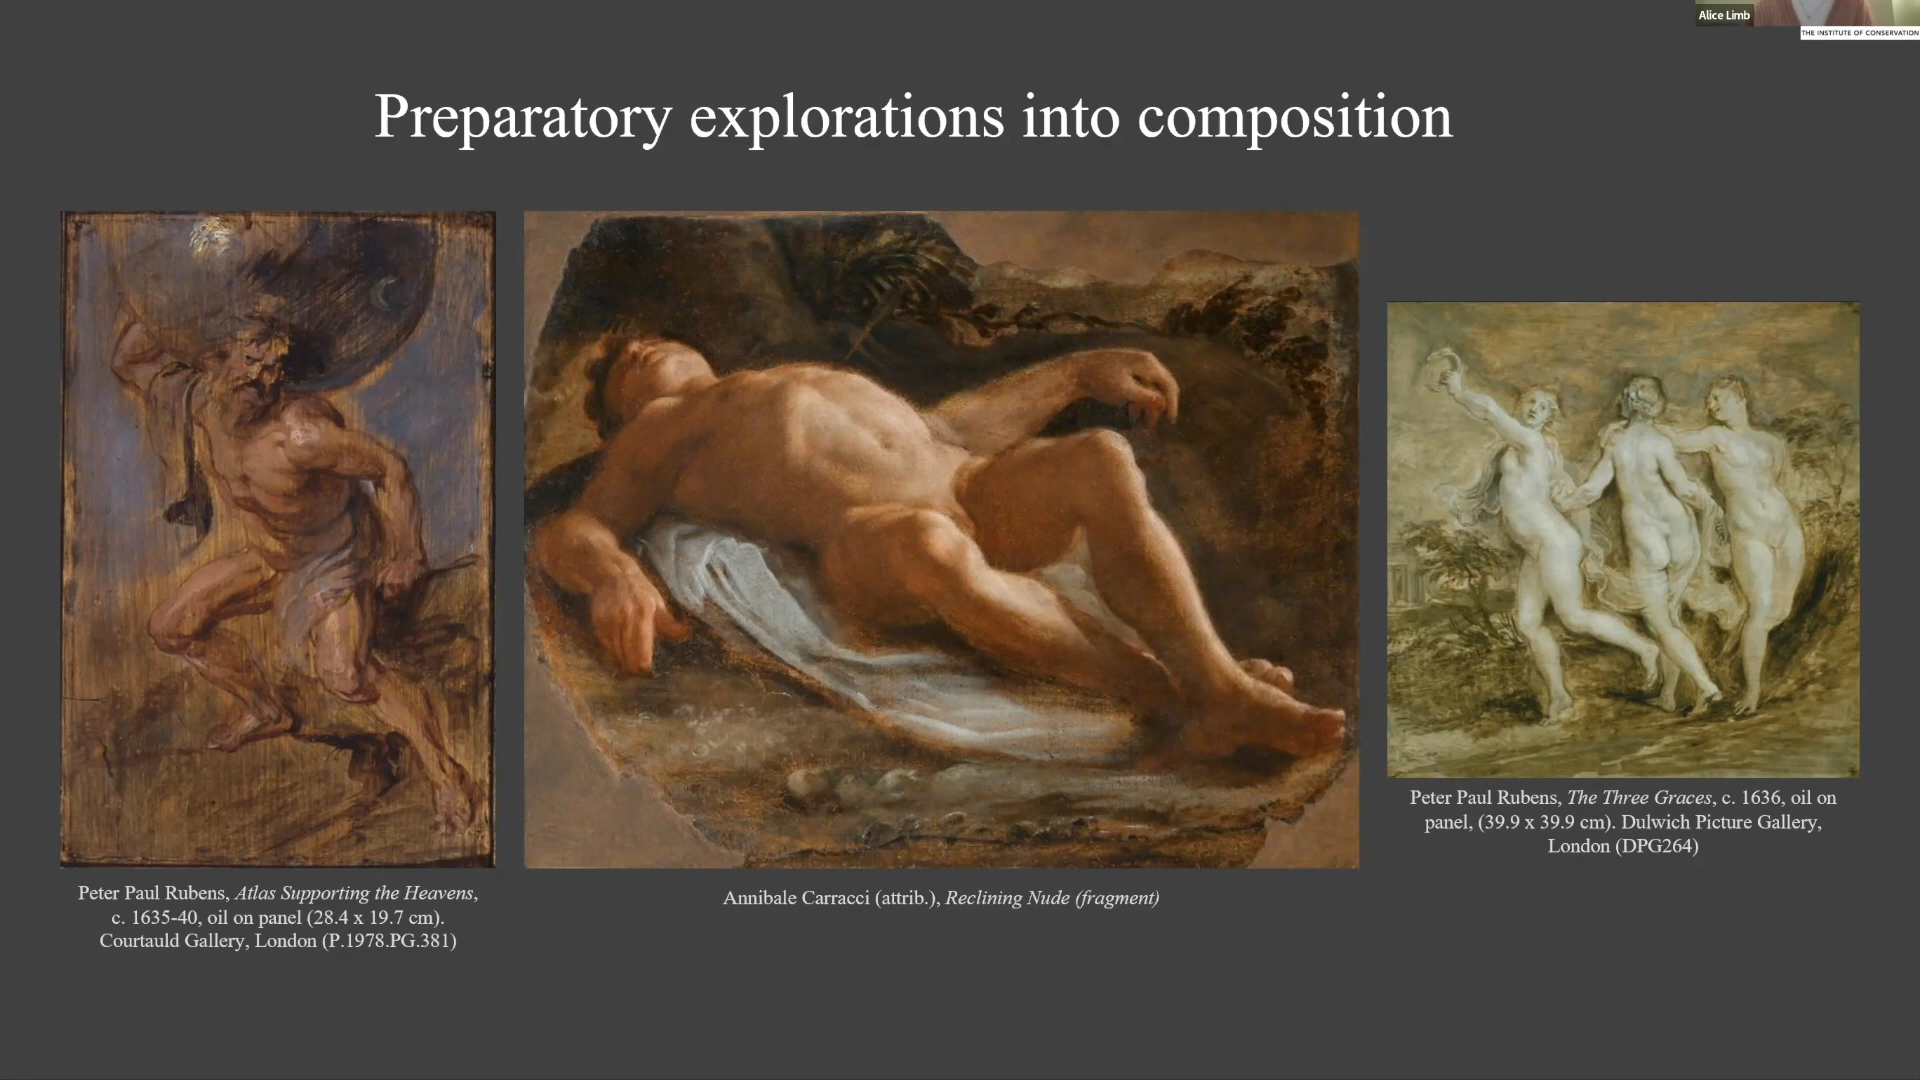 Alice Limb
THE INSTITUTE OF CONSERVATION
Preparatory explorations into composition
Peter Paul Rubens, Atlas Supporting the Heavens,
c. 1635-40, oil on panel (28.4 x 19.7 cm).
Courtauld Gallery, London (P.1978.PG.381)
Annibale Carracci (attrib.), Reclining Nude (fragment)
Peter Paul Rubens, The Three Graces, c. 1636, oil on
panel, (39.9 x 39.9 cm). Dulwich Picture Gallery,
London (DPG264)